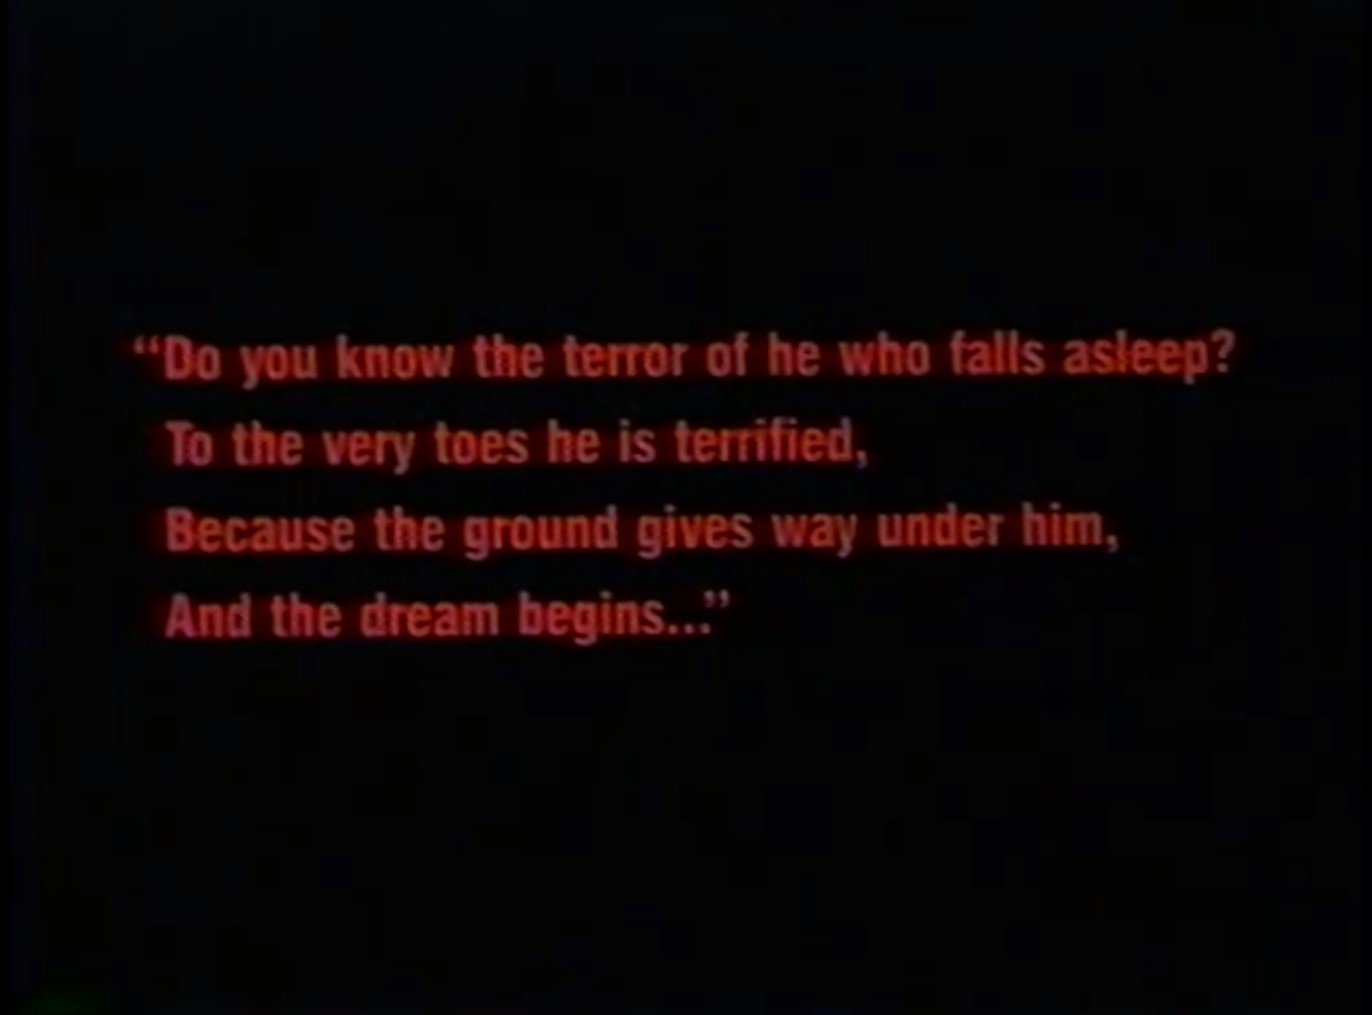 “Do you know the terror of he who falls asleep?
To the very toes he is terrified,
Because the ground gives way under him,
And the dream begins...”